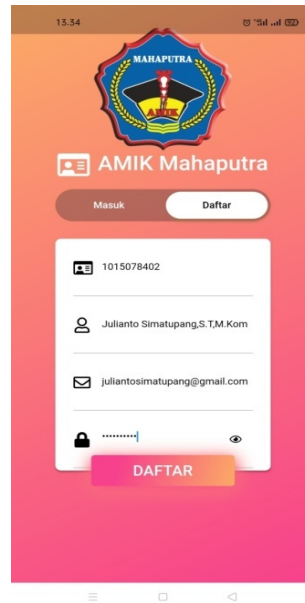 13.34
MAHAPUTRA
AMIK
AMIK Mahaputra
Masuk
Daftar
1015078402
Julianto Simatupang,S.T,M.Kom
juliantosimatupang@gmail.com
··········
DAFTAR